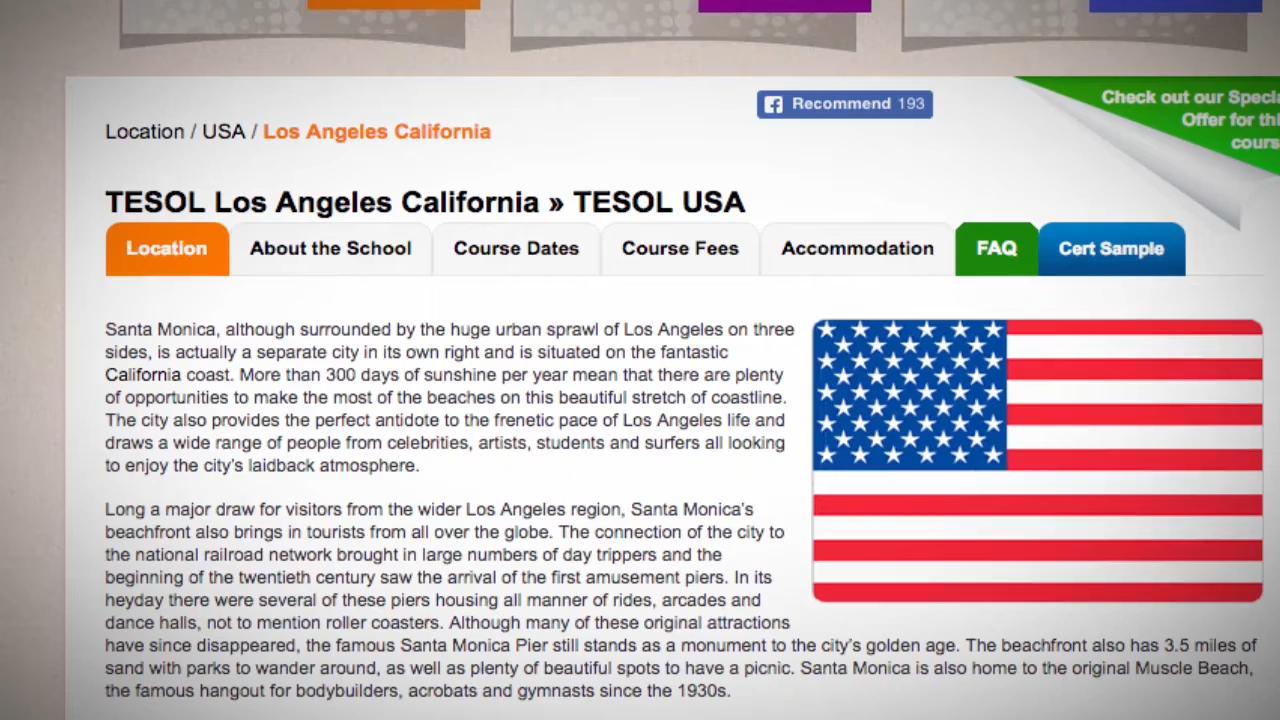 Check out our
Offer for
Recommend 193
Location / USA / Los Angeles California
TESOL Los Angeles California » TESOL USA
Location About the School Course Dates Course Fees Accommodation FAQ Cert Sample
Santa Monica, although surrounded by the huge urban sprawl of Los Angeles on three
sides, is actually a separate city in its own right and is situated on the fantastic
California coast. More than 300 days of sunshine per year mean that there are plenty
of opportunities to make the most of the beaches on this beautiful stretch of coastline.
The city also provides the perfect antidote to the frenetic pace of Los Angeles life and
draws a wide range of people from celebrities, artists, students and surfers all looking
to enjoy the city's laidback atmosphere.
Long a major draw for visitors from the wider Los Angeles region, Santa Monica's
beachfront also brings in tourists from all over the globe. The connection of the city to
the national railroad network brought in large numbers of day trippers and the
beginning of the twentieth century saw the arrival of the first amusement piers. In its
heyday there were several of these piers housing all manner of rides, arcades and
dance halls, not to mention roller coasters. Although many of these original attractions
have since disappeared, the famous Santa Monica Pier still stands as a monument to the city's golden age. The beachfront also has 3.5 miles of
sand with parks to wander around, as well as plenty of beautiful spots to have a picnic. Santa Monica is also home to the original Muscle Beach,
the famous hangout for bodybuilders, acrobats and gymnasts since the 1930s.